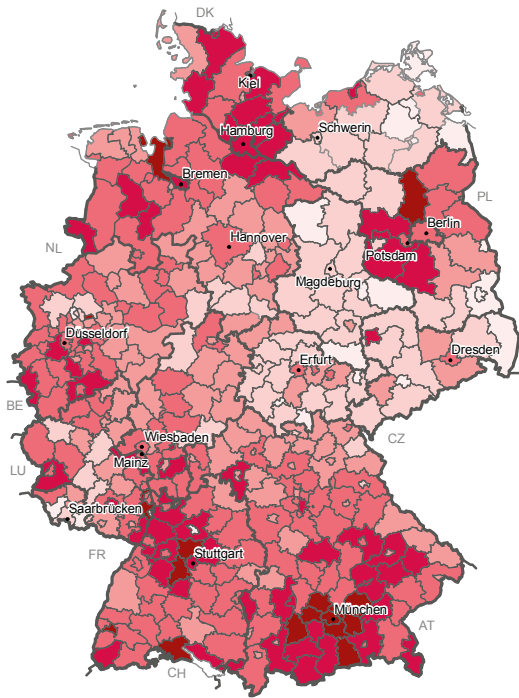 DK
Kiel
Hamburg
Schwerin
Bremen
PL
Berlin
NL
Hannover
Potsdam
Magdeburg
Düsseldorf
Dresden
Erfurt
BE
CZ
Wiesbaden
LU
Mainz
Saarbrücken
FR
Stuttgart
München
AT
CH